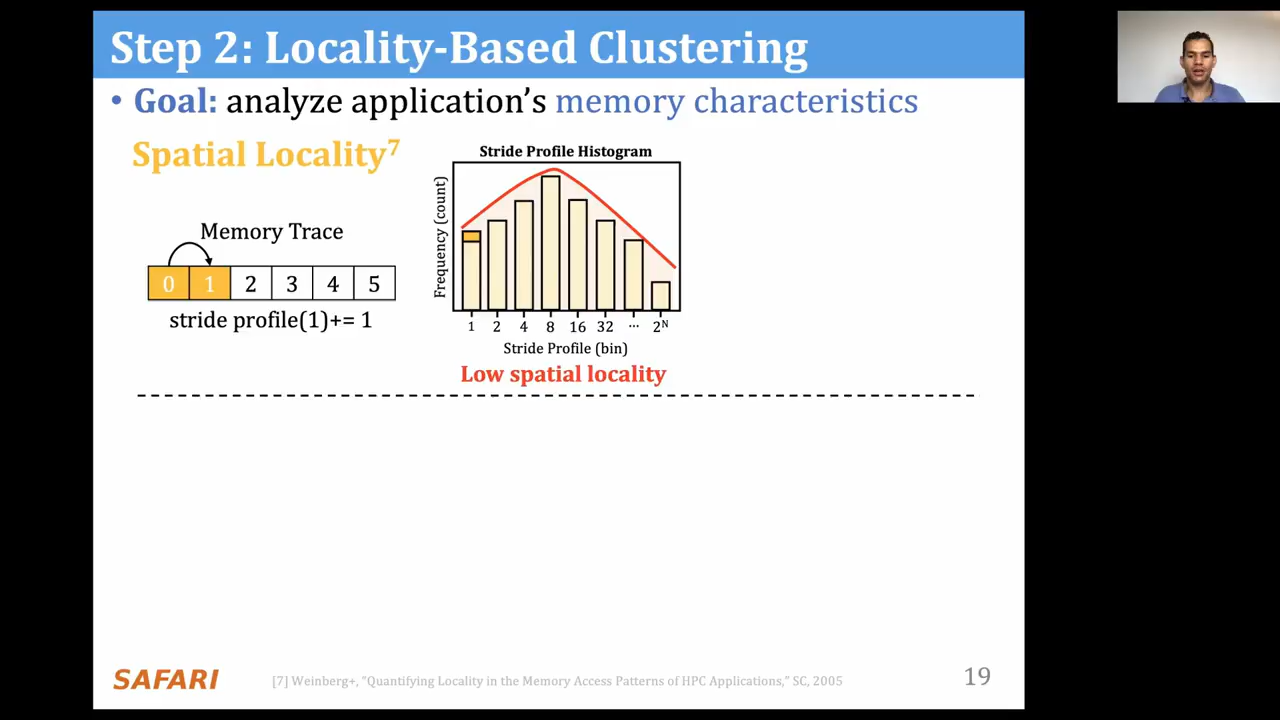 Step 2: Locality-Based Clustering
• Goal: analyze application's memory characteristics
Spatial Locality7
Memory Trace
0 1 2 3 4 5
stride profile(1)+= 1
Stride Profile Histogram
Frequency (count)
1 2 4 8 16 32 ... 2N
Stride Profile (bin)
Low spatial locality
SAFARI
[7] Weinberg+, "Quantifying Locality in the Memory Access Patterns of HPC Applications," SC, 2005
19